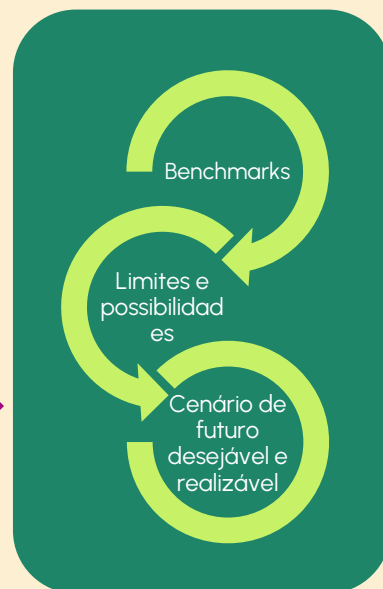 Benchmarks
Limites e
possibilidad
es
Cenário de
futuro
desejável e
realizável